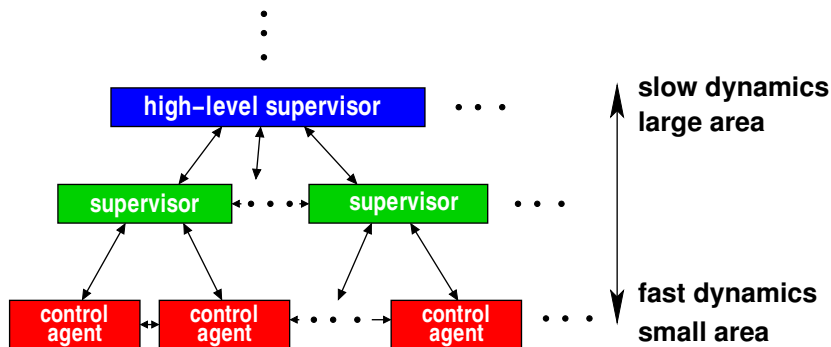 high-level supervisor
slow dynamics
large area
supervisor
supervisor
control
agent
control
agent
control
agent
fast dynamics
small area